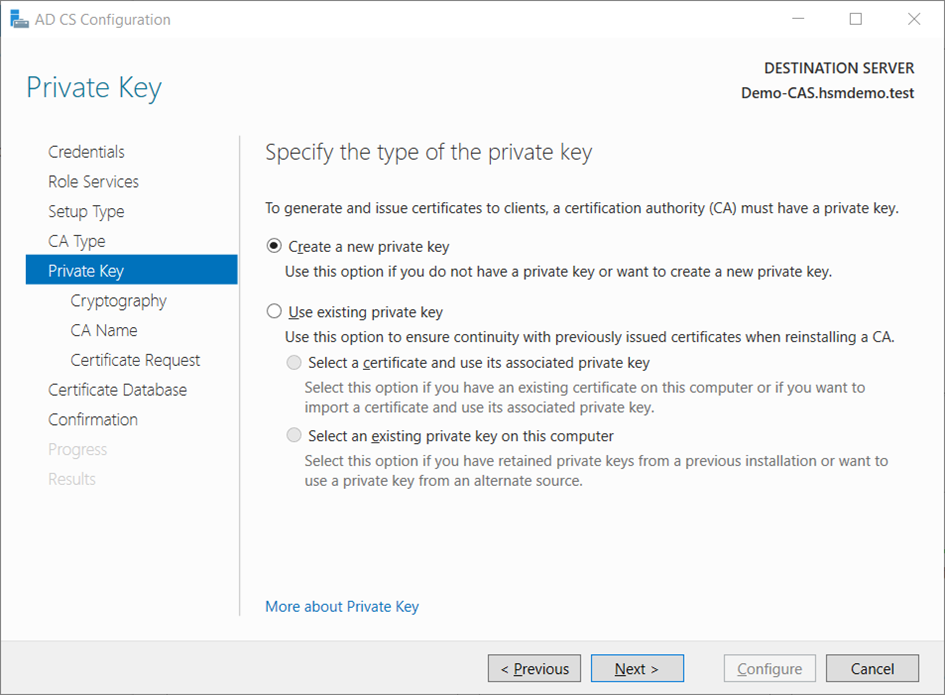 AD CS Configuration
Private Key
DESTINATION SERVER
Demo-CAS.hsmdemo.test
Credentials
Role Services
Setup Type
CA Type
Private Key
Cryptography
CA Name
Certificate Request
Certificate Database
Confirmation
Progress
Results
Specify the type of the private key
To generate and issue certificates to clients, a certification authority (CA) must have a private key.
Create a new private key
Use this option if you do not have a private key or want to create a new private key.
Use existing private key
Use this option to ensure continuity with previously issued certificates when reinstalling a CA.
Select a certificate and use its associated private key
Select this option if you have an existing certificate on this computer or if you want to
import a certificate and use its associated private key.
Select an existing private key on this computer
Select this option if you have retained private keys from a previous installation or want to
use a private key from an alternate source.
More about Private Key
< Previous
Next >
Configure
Cancel